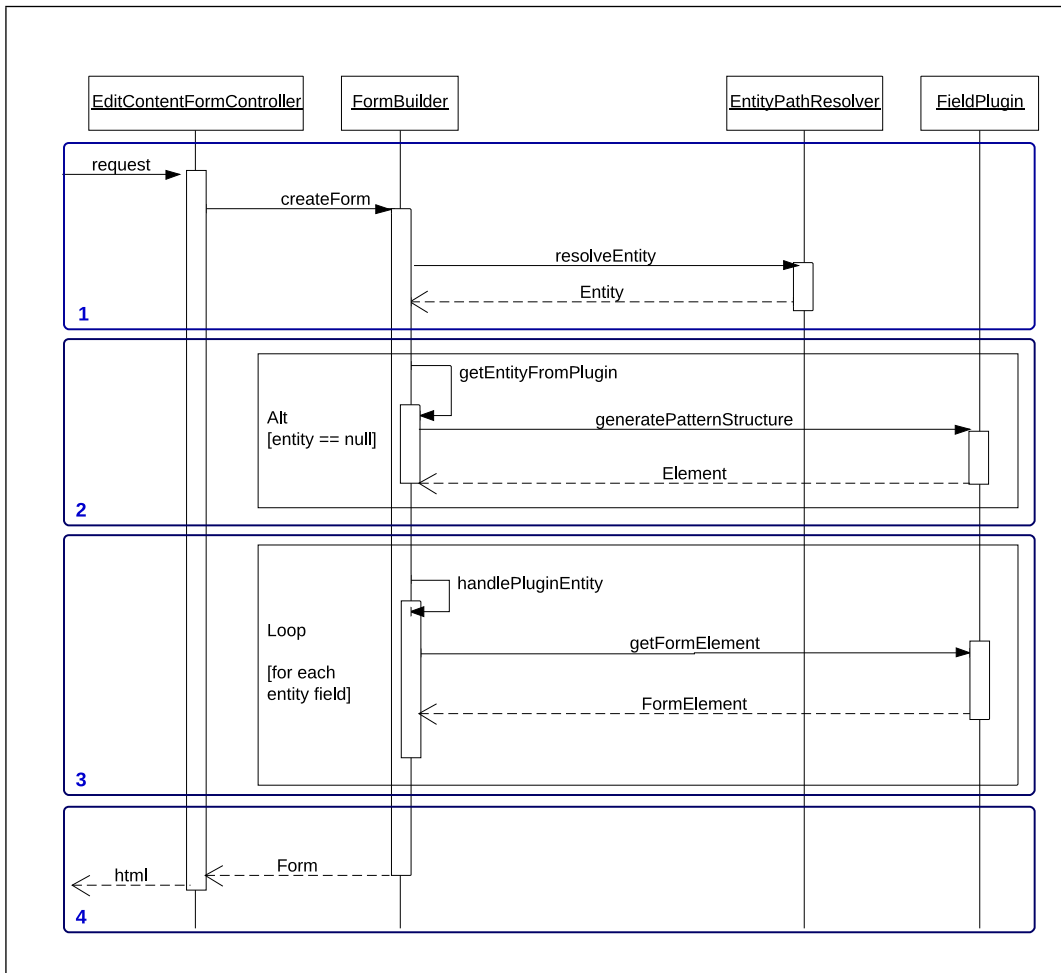 EditContentFormController
FormBuilder
EntityPathResolver
FieldPlugin
request
createForm
resolveEntity
Entity
1
getEntityFromPlugin
Alt
[entity == null]
generatePatternStructure
Element
2
handlePluginEntity
Loop
[for each
entity field]
getFormElement
FormElement
3
Form
html
4